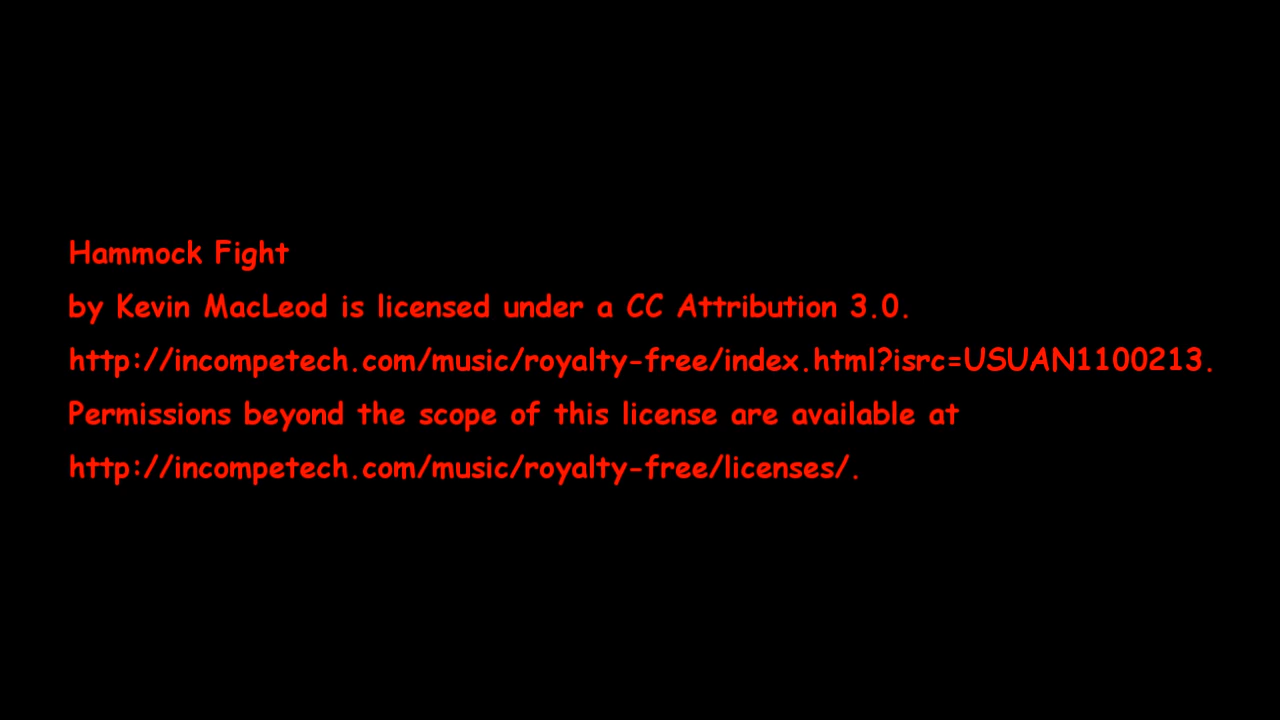 Hammock Fight
by Kevin MacLeod is licensed under a CC Attribution 3.0.
http://incompetech.com/music/royalty-free/index.html?isrc=USUAN1100213.
Permissions beyond the scope of this license are available at
http://incompetech.com/music/royalty-free/licenses/.